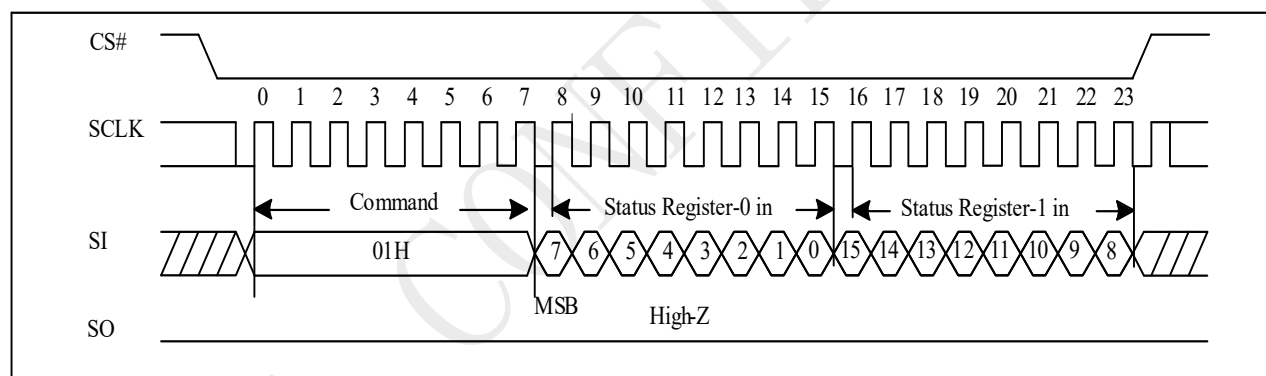 CS#
0 1 2 3 4 5 6 7 8 9 10 11 12 13 14 15 16 17 18 19 20 21 22 23
SCLK
Command Status Register-0 in Status Register-1 in
SI
01H 7 6 5 4 3 2 1 0 15 14 13 12 11 10 9 8
MSB
High-Z
SO